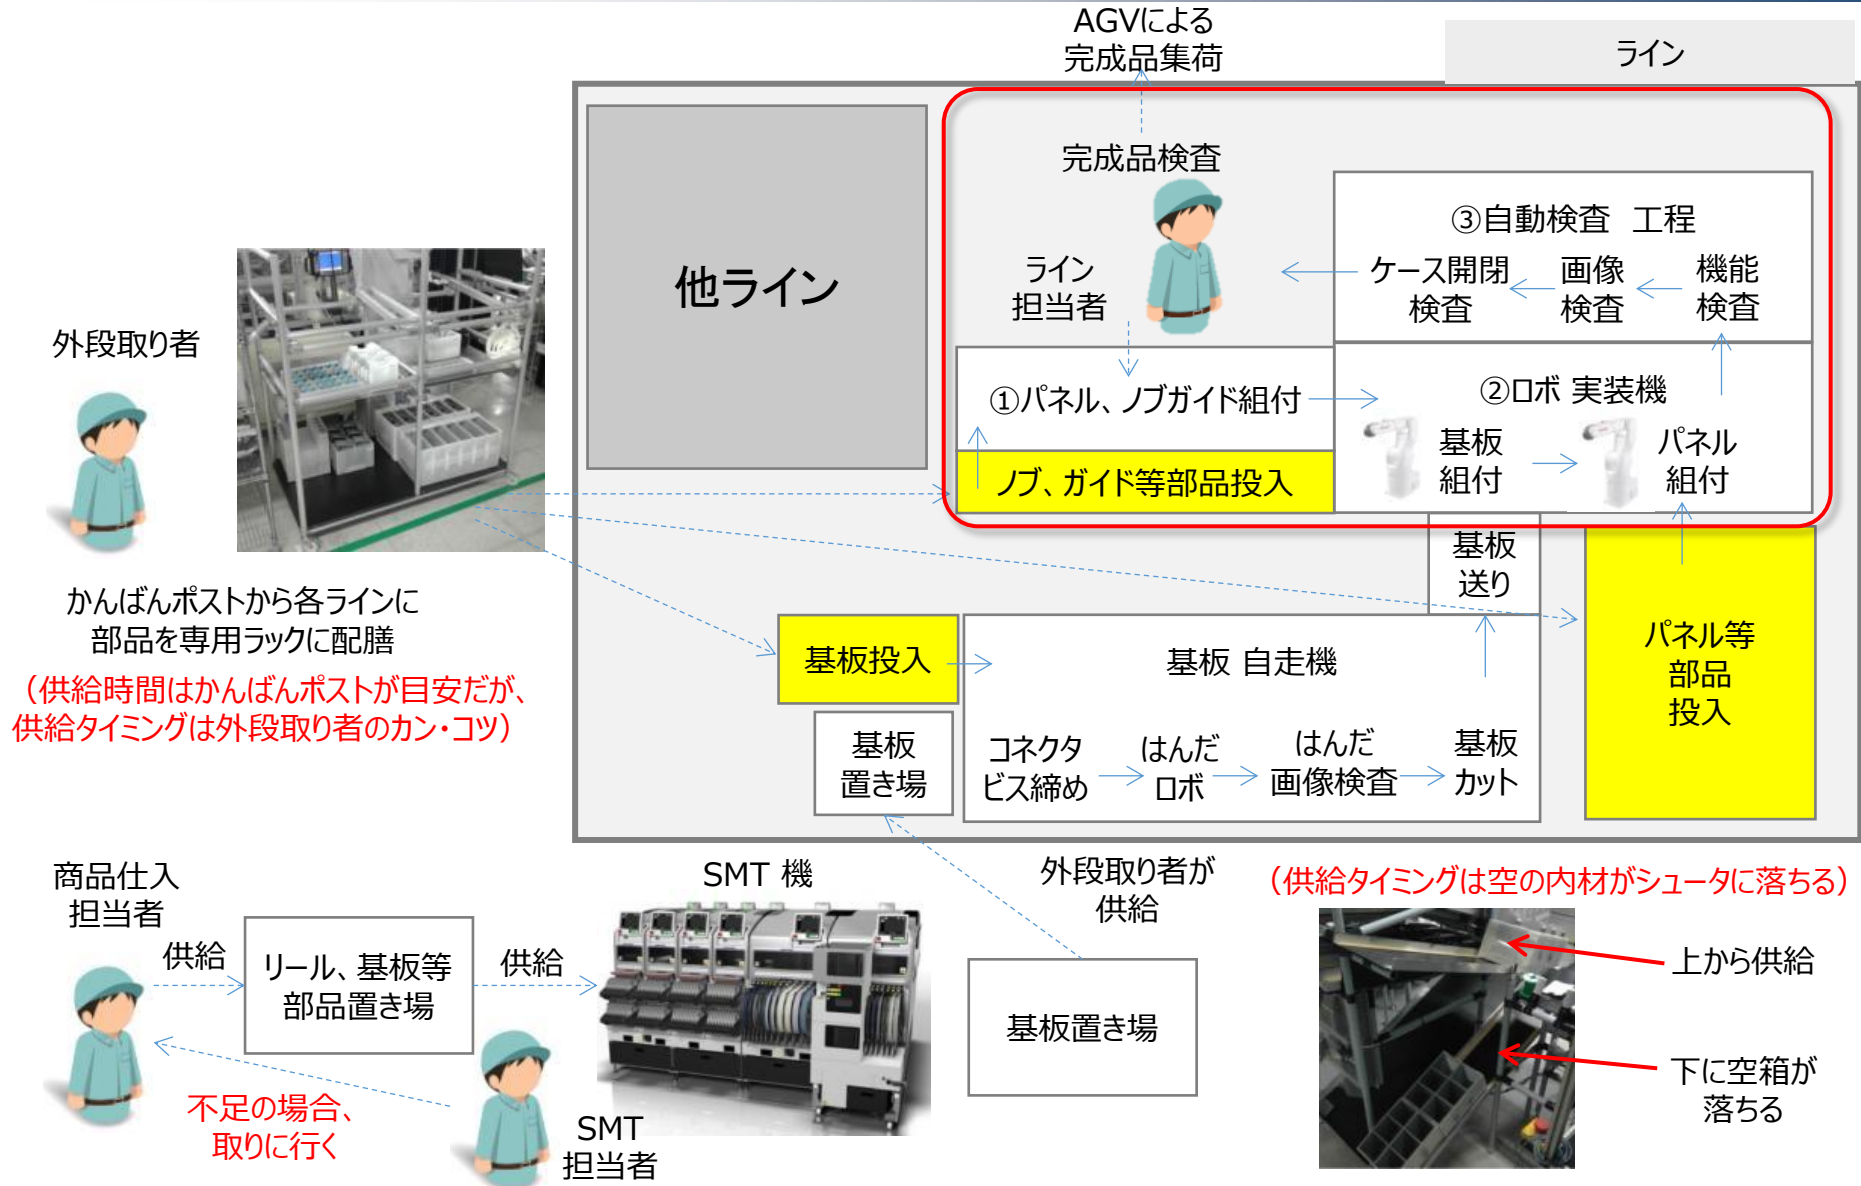 AGVによる
完成品集荷
ライン
完成品検査
③自動検査 工程
ケース開閉
検査
画像
検査
機能
検査
他ライン
ライン
担当者
外段取り者
①パネル、ノブガイド組付
②ロボ 実装機
基板
組付
パネル
組付
ノブ、ガイド等部品投入
基板
送り
かんばんポストから各ラインに
部品を専用ラックに配膳
（供給時間はかんばんポストが目安だが、
供給タイミングは外段取り者のカン・コツ）
基板投入
基板 自走機
パネル等
部品
投入
基板
置き場
コネクタ
ビス締め
はんだ
ロボ
はんだ
画像検査
基板
カット
商品仕入
担当者
供給
リール、基板等
部品置き場
供給
SMT 機
外段取り者が
供給
（供給タイミングは空の内材がシュータに落ちる）
上から供給
基板置き場
下に空箱が
落ちる
不足の場合、
取りに行く
SMT
担当者